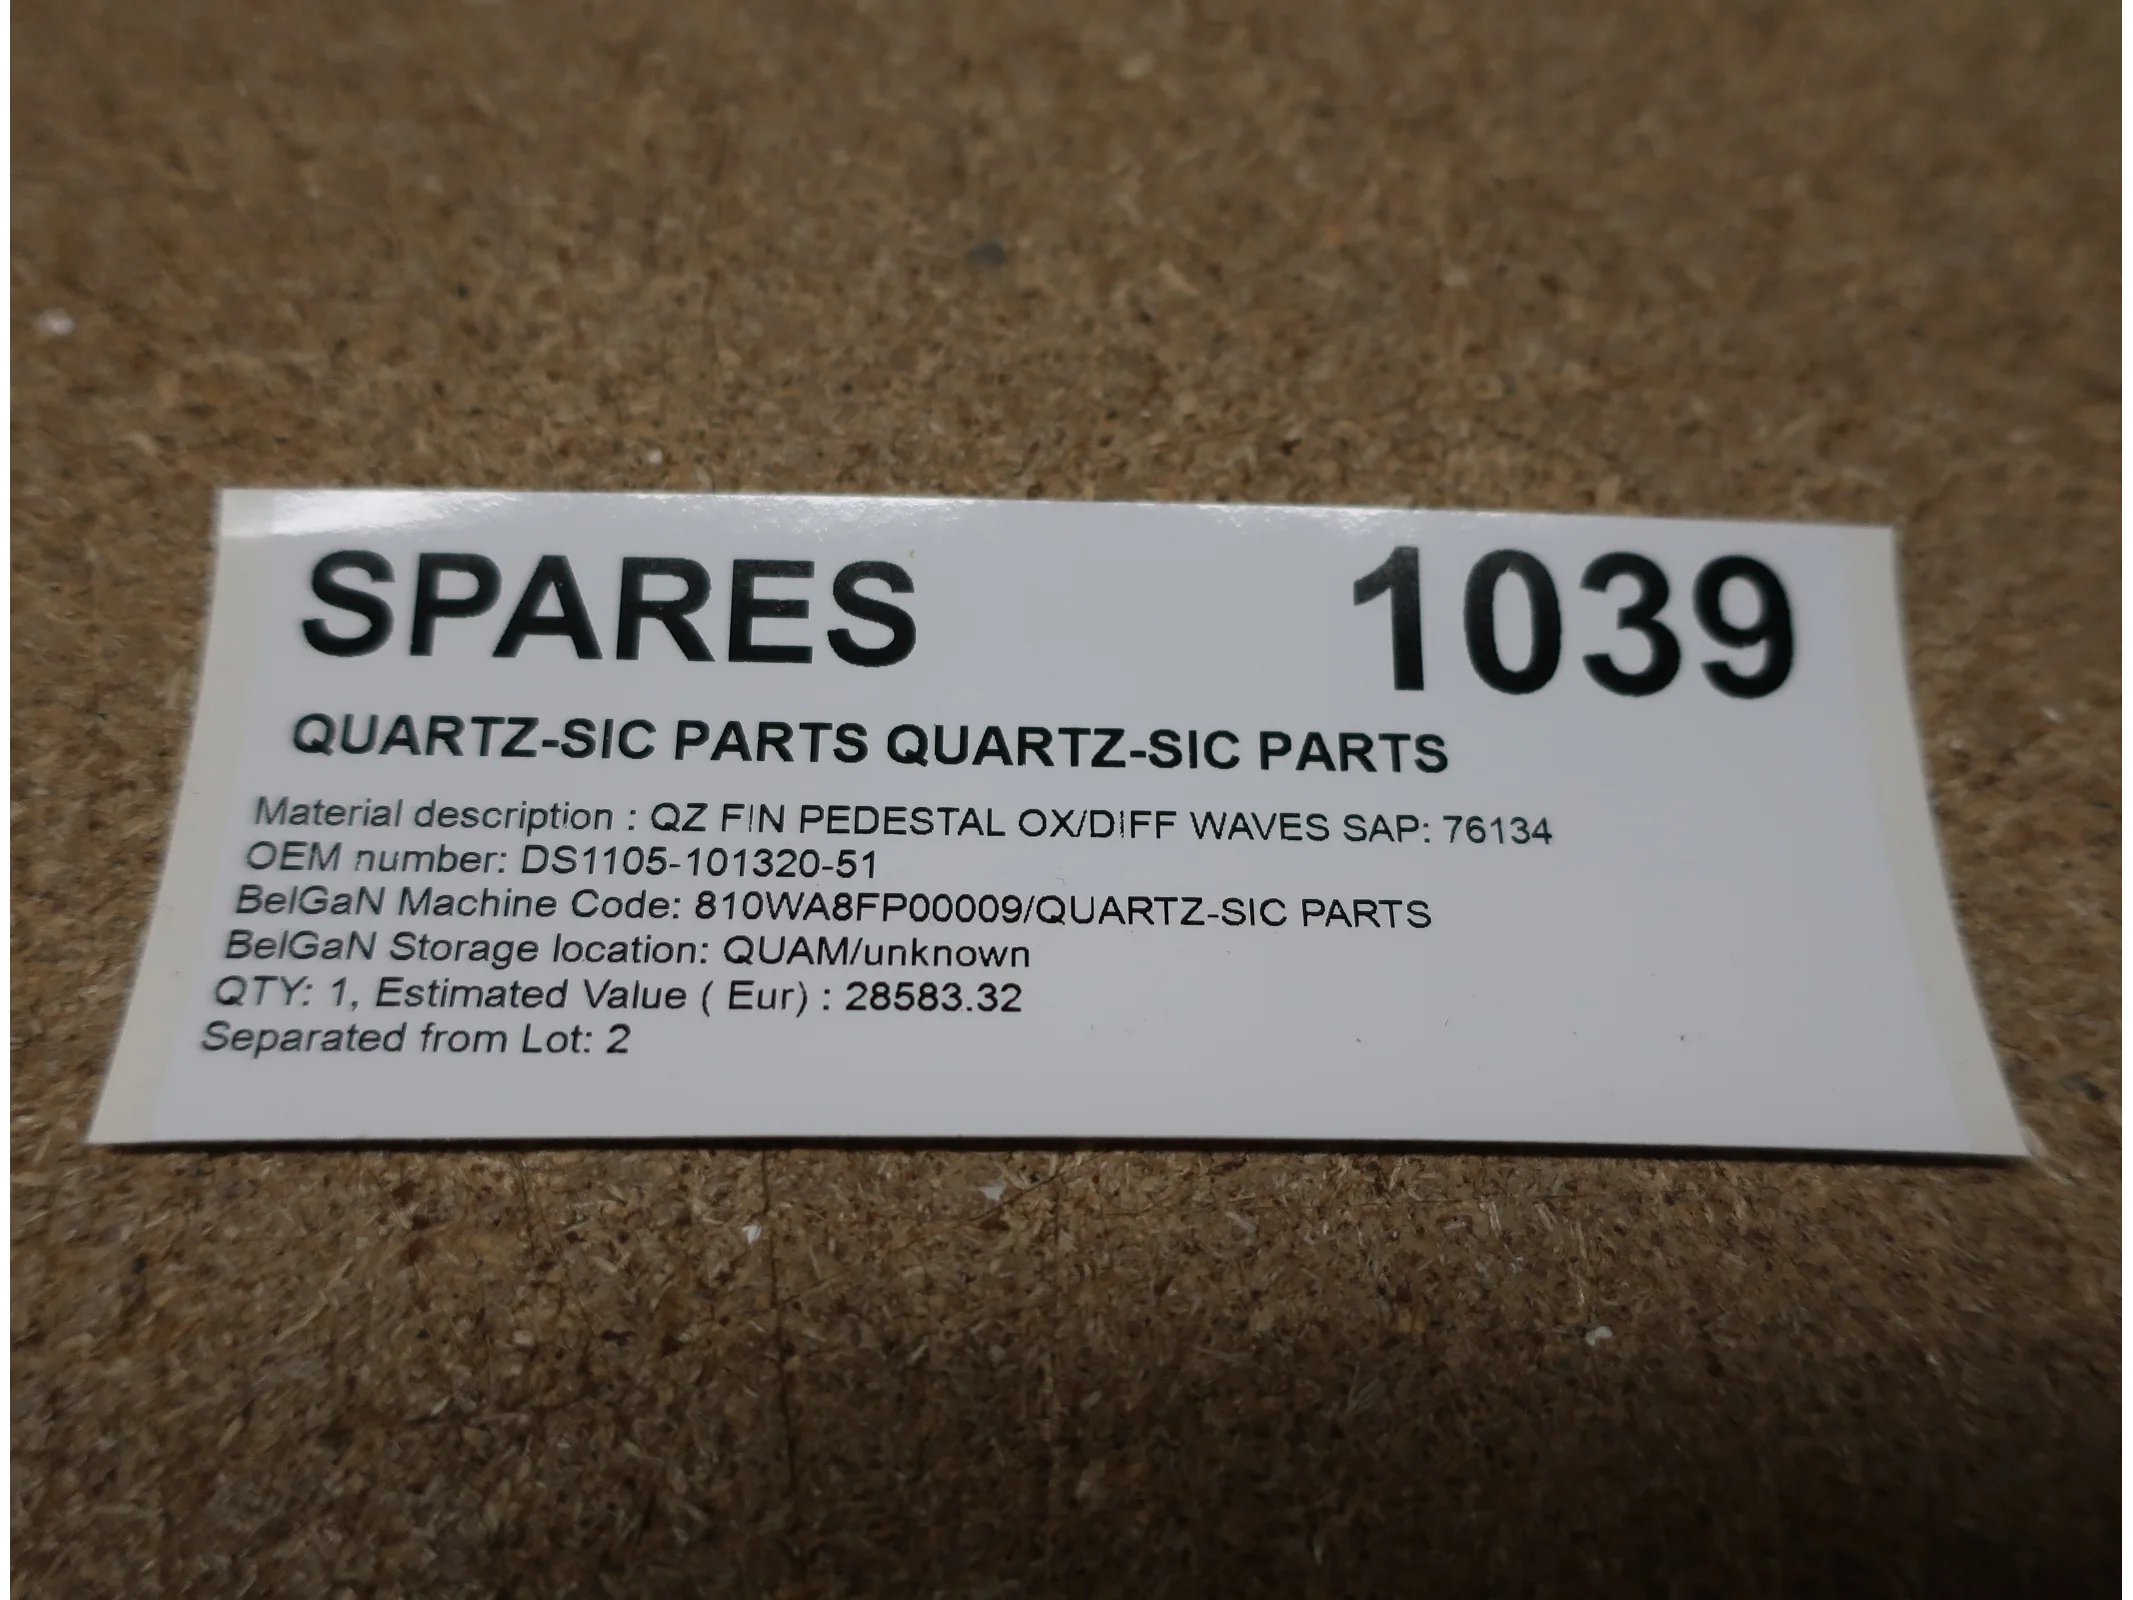 SPARES 1039
QUARTZ-SIC PARTS QUARTZ-SIC PARTS
Material description : QZ FIN PEDESTAL OX/DIFF WAVES SAP: 76134
OEM number: DS1105-101320-51
BelGaN Machine Code: 810WA8FP00009/QUARTZ-SIC PARTS
BelGaN Storage location: QUAM/unknown
QTY: 1, Estimated Value ( Eur) : 28583.32
Separated from Lot: 2